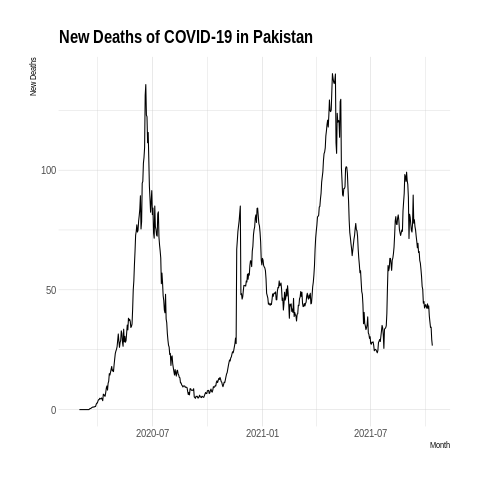 New Deaths of COVID-19 in Pakistan
New Deaths
100
50
0
2020-07 2021-01 2021-07
Month